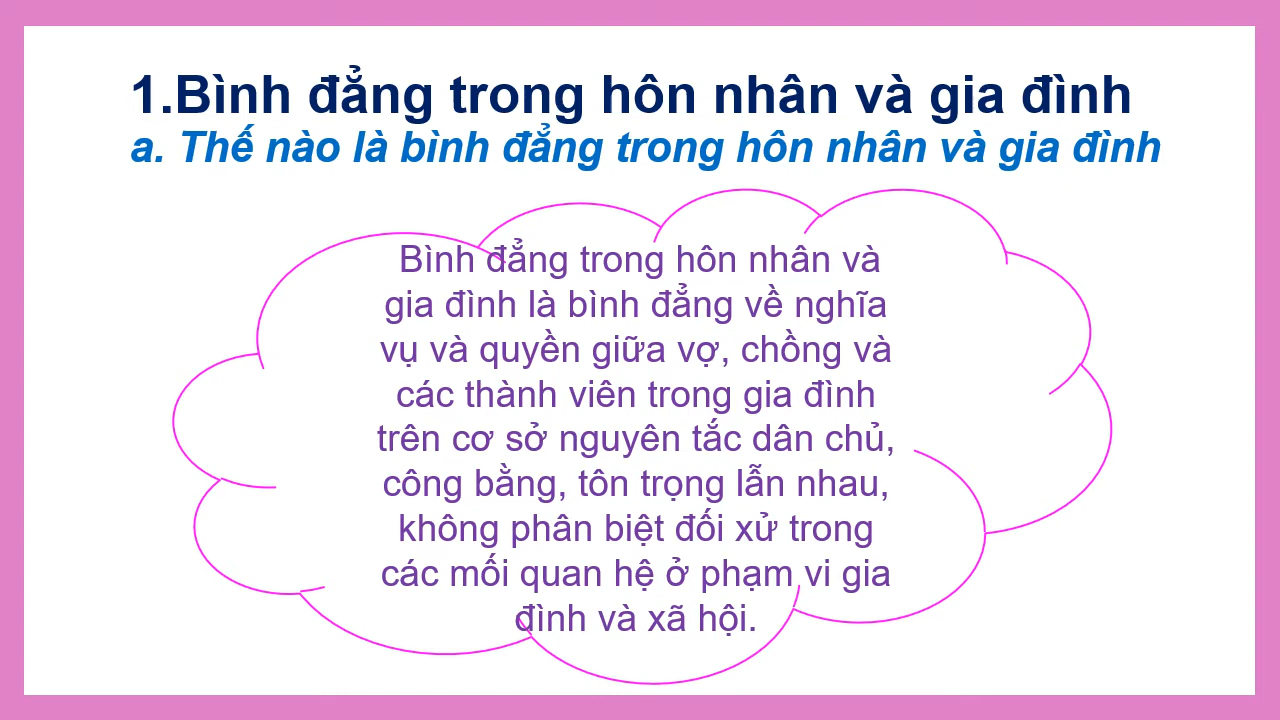 1.Bình đẳng trong hôn nhân và gia đình
a. Thế nào là bình đẳng trong hôn nhân và gia đình
Bình đẳng trong hôn nhân và
gia đình là bình đẳng về nghĩa
vụ và quyền giữa vợ, chồng và
các thành viên trong gia đình
trên cơ sở nguyên tắc dân chủ,
công bằng, tôn trọng lẫn nhau,
không phân biệt đối xử trong
các mối quan hệ ở phạm vi gia
đình và xã hội.